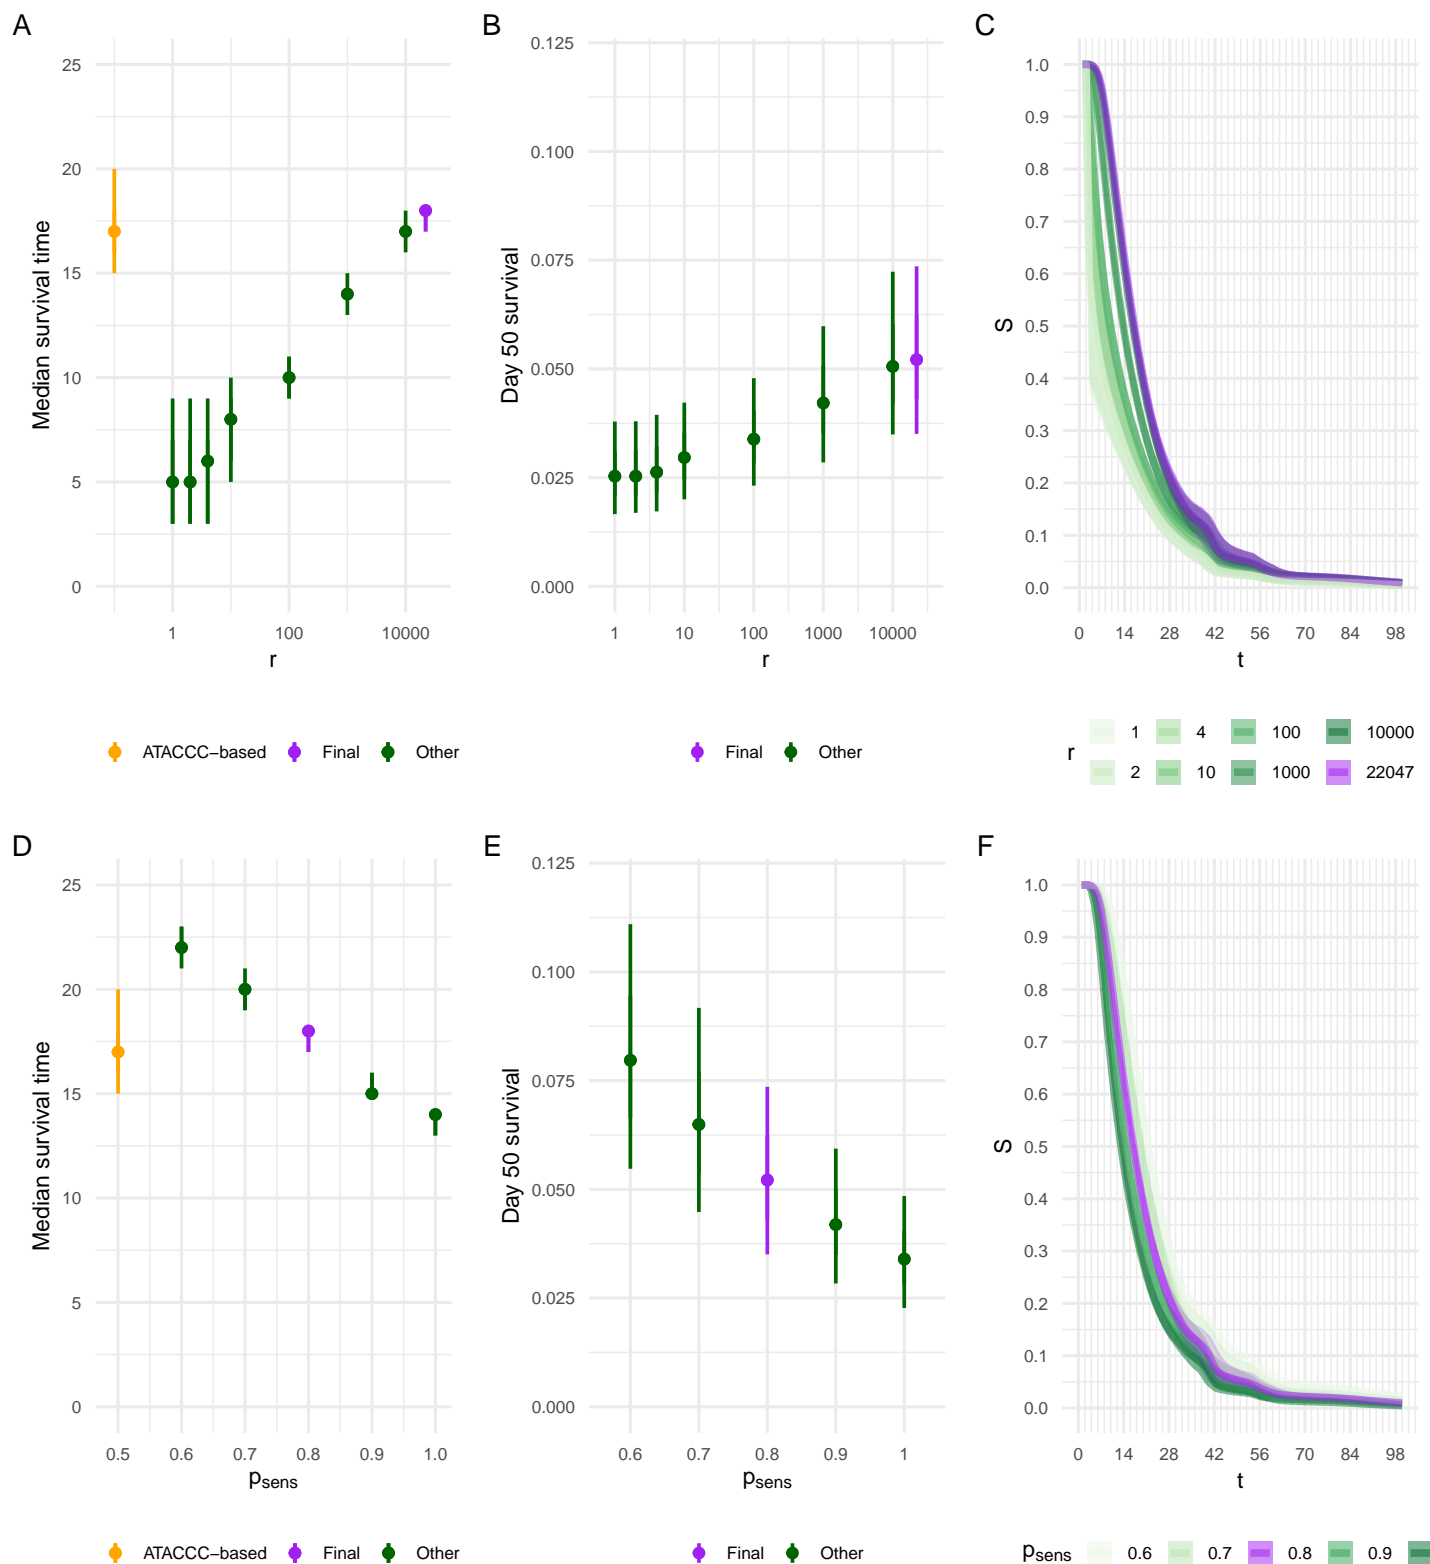 A
B
C
Median survival time
25
20
15
10
5
0
1
100
10000
r
Day 50 survival
0.125
0.100
0.075
0.050
0.025
0.000
1
10
100
1000
10000
r
S
1.0
0.9
0.8
0.7
0.6
0.5
0.4
0.3
0.2
0.1
0.0
0 14 28 42 56 70 84 98
t
ATACCC−based Final Other
Final Other
r
1 4 100 10000
2 10 1000 22047
D
E
F
Median survival time
25
20
15
10
5
0
0.5 0.6 0.7 0.8 0.9 1.0
psens
Day 50 survival
0.125
0.100
0.075
0.050
0.025
0.000
0.6 0.7 0.8 0.9 1
psens
S
1.0
0.9
0.8
0.7
0.6
0.5
0.4
0.3
0.2
0.1
0.0
0 14 28 42 56 70 84 98
t
ATACCC−based Final Other
Final Other
psens 0.6 0.7 0.8 0.9